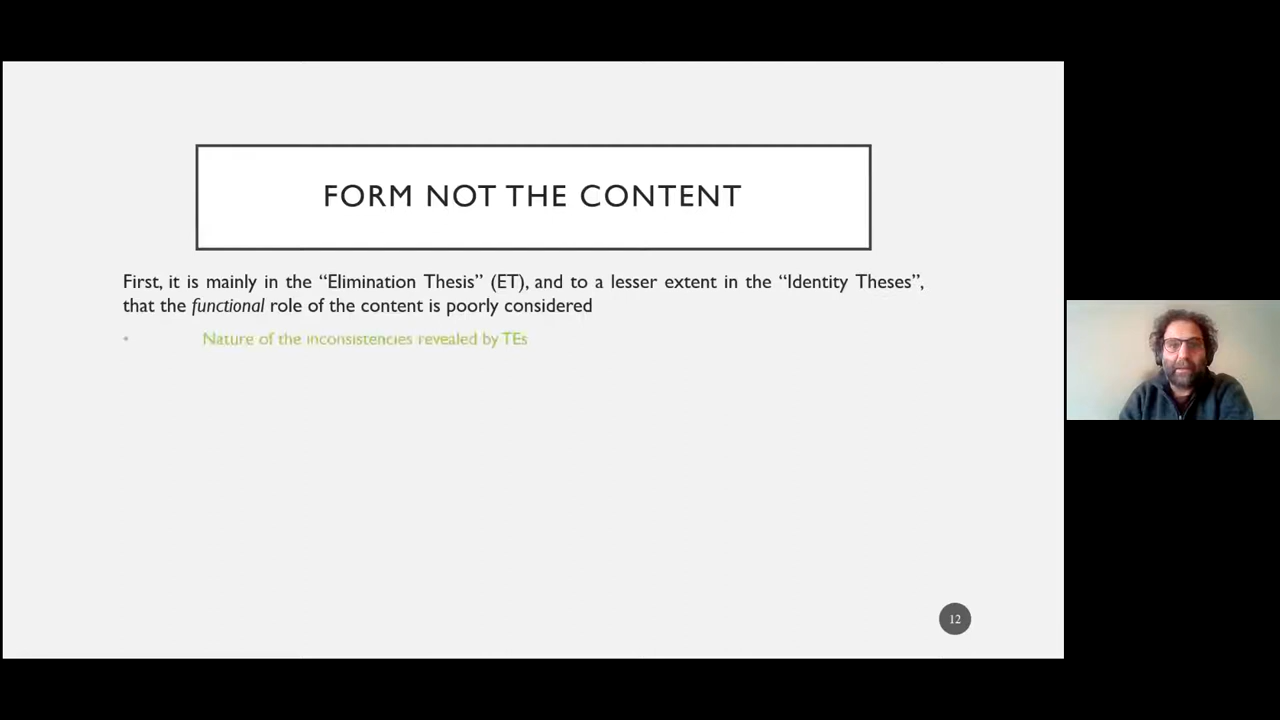 FORM NOT THE CONTENT
First, it is mainly in the “Elimination Thesis” (ET), and to a lesser extent in the “Identity Theses”,
that the functional role of the content is poorly considered
• Nature of the inconsistencies revealed by TEs
12